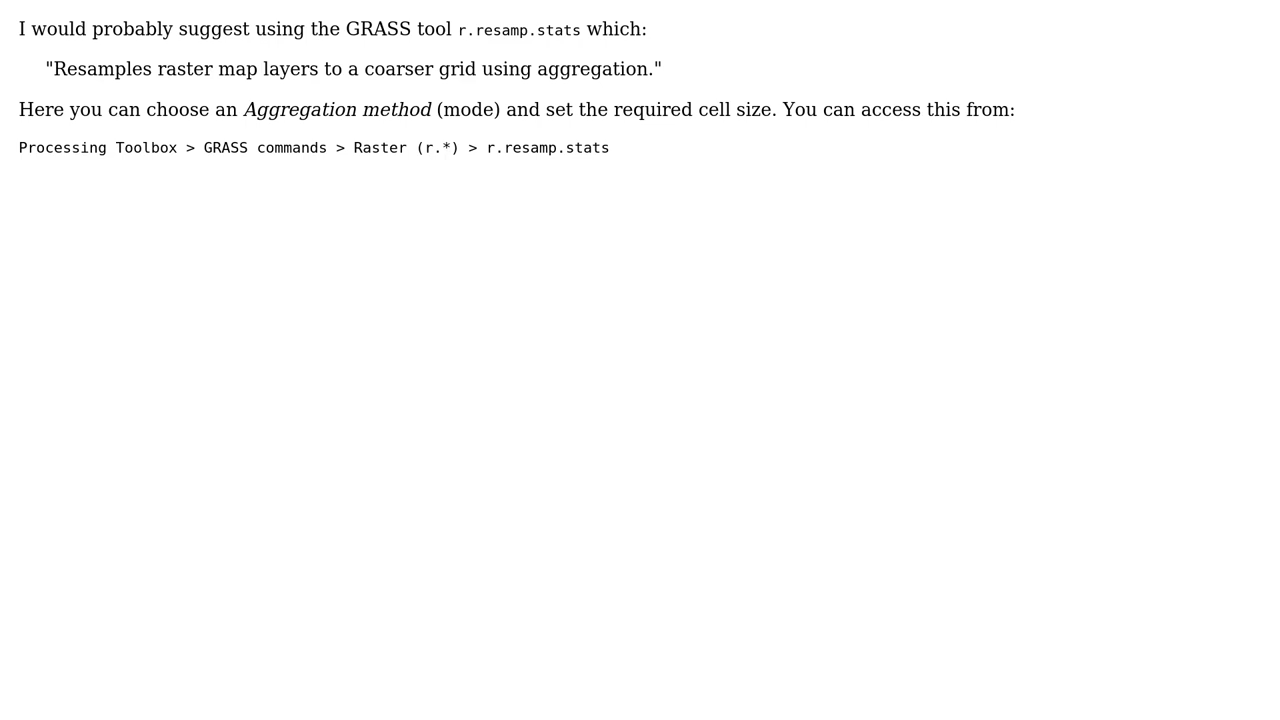 I would probably suggest using the GRASS tool r.resamp.stats which:
"Resamples raster map layers to a coarser grid using aggregation."
Here you can choose an Aggregation method (mode) and set the required cell size. You can access this from:
Processing Toolbox > GRASS commands > Raster (r.*) > r.resamp.stats